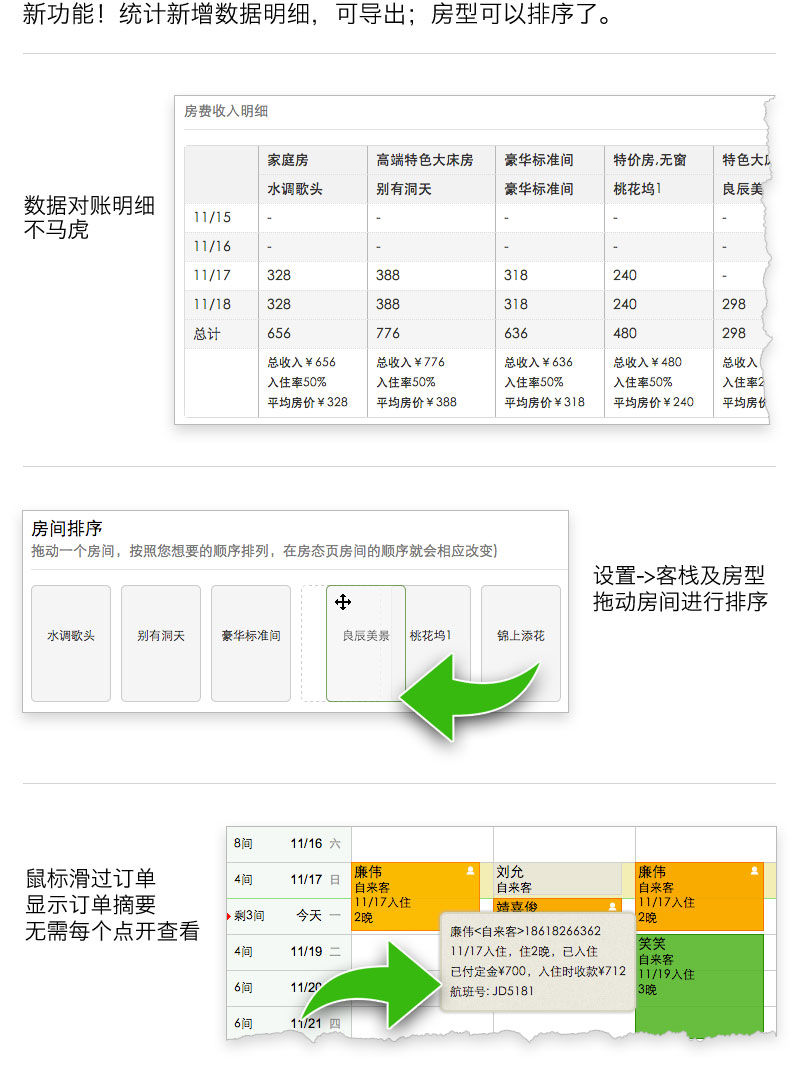 新功能！统计新增数据明细，可导出；房型可以排序了。
房费收入明细
数据对账明细
不马虎
家庭房 高端特色大床房 豪华标准间 特价房,无窗 特色大
水调歌头 别有洞天 豪华标准间 桃花坞1 良辰美
11/15 - - - - -
11/16 - - - - -
11/17 328 388 318 240 -
11/18 328 388 318 240 298
总计 656 776 636 480 298
总收入¥656 总收入¥776 总收入¥636 总收入¥480 总收入
入住率50% 入住率50% 入住率50% 入住率50% 入住率2
平均房价¥328 平均房价¥388 平均房价¥318 平均房价¥240 平均房价
房间排序
拖动一个房间，按照您想要的顺序排列，在房态页房间的顺序就会相应改变)
水调歌头 别有洞天 豪华标准间 良辰美景 桃花坞1 锦上添花
设置->客栈及房型
拖动房间进行排序
鼠标滑过订单
显示订单摘要
无需每个点开查看
8间 11/16 六
4间 11/17 日
剩3间 今天 一
4间 11/19 二
6间 11/20
6间 11/21 四
廉伟
自来客
11/17入住
2晚
刘允
自来客
靖喜俊
廉伟
自来客
11/17入住
2晚
笑笑
自来客
11/19入住
3晚
廉伟<自来客>18618266362
11/17入住，住2晚，已入住
已付定金¥700，入住时收款¥712
航班号: JD5181